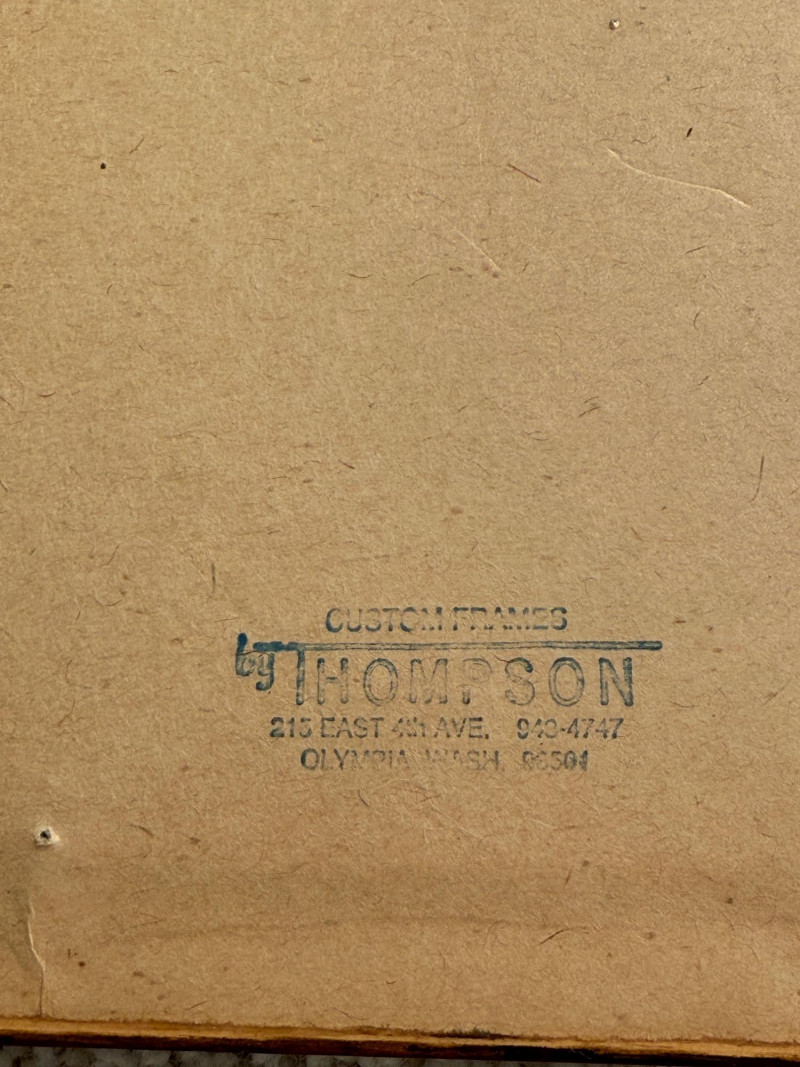 CUSTOM FRAMES
by THOMPSON
215 EAST 4th AVE. 943-4747
OLYMPIA WASH. 98501